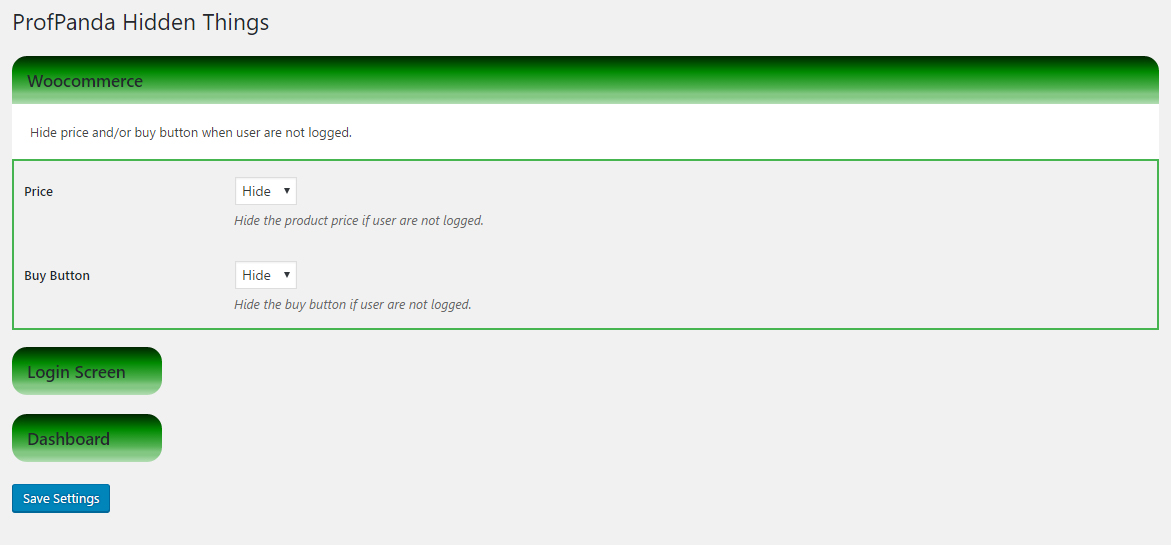 ProfPanda Hidden Things
Woocommerce
Hide price and/or buy button when user are not logged.
Price
Hide
Hide the product price if user are not logged.
Buy Button
Hide
Hide the buy button if user are not logged.
Login Screen
Dashboard
Save Settings